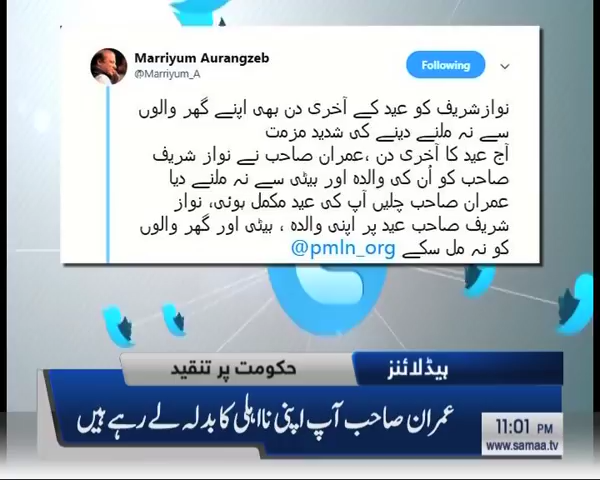 Marriyum Aurangzeb
@Marriyum_A
Following
نوازشریف کو عید کے آخری دن بھی اپنے گھر والوں
سے نہ ملنے دینے کی شدید مزمت
آج عید کا آخری دن ،عمران صاحب نے نواز شریف
صاحب کو اُن کی والدہ اور بیٹی سے نہ ملنے دیا
عمران صاحب چلیں آپ کی عید مکمل ہوئی، نواز
شریف صاحب عید پر اپنی والدہ ، بیٹی اور گھر والوں
کو نہ مل سکے @pmln_org
ہیڈلائنز
حکومت پر تنقید
عمران صاحب آپ اپنی نااہلی کا بدلہ لے رہے ہیں
11:01 PM
www.samaa.tv